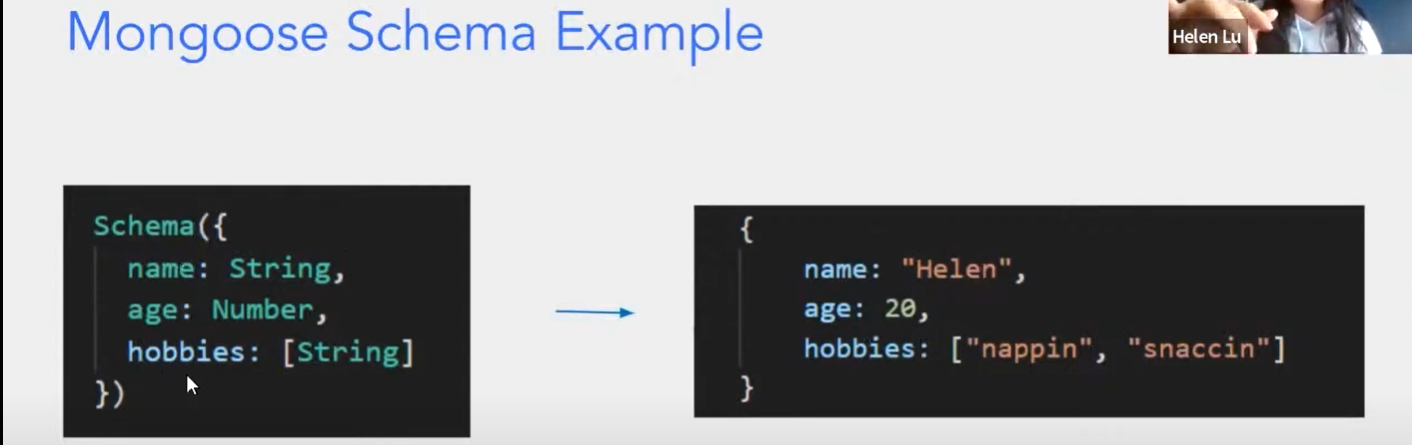 Mongoose Schema Example
Helen Lu
Schema({
name: String,
age: Number,
hobbies: [String]
})
{
name: "Helen",
age: 20,
hobbies: ["nappin", "snaccin"]
}